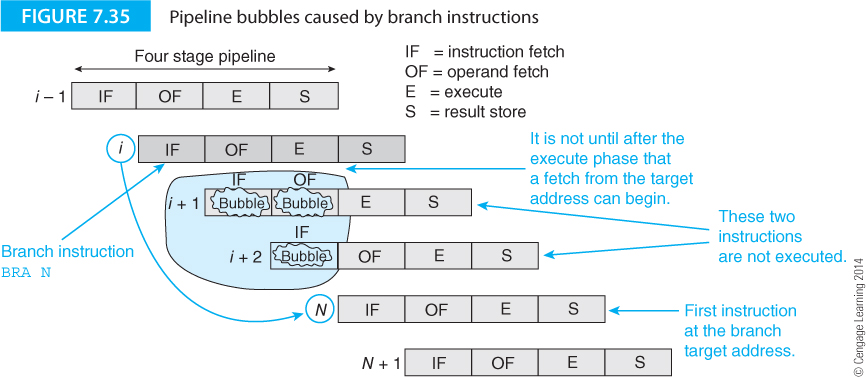 FIGURE 7.35 Pipeline bubbles caused by branch instructions
Four stage pipeline
IF = instruction fetch
OF = operand fetch
E = execute
S = result store
i – 1 IF OF E S
i IF OF E S
It is not until after the
execute phase that
a fetch from the target
address can begin.
IF OF
i + 1 Bubble Bubble E S
IF
i + 2 Bubble OF E S
These two
instructions
are not executed.
Branch instruction
BRA N
N IF OF E S
First instruction
at the branch
target address.
N + 1 IF OF E S
© Cengage Learning 2014